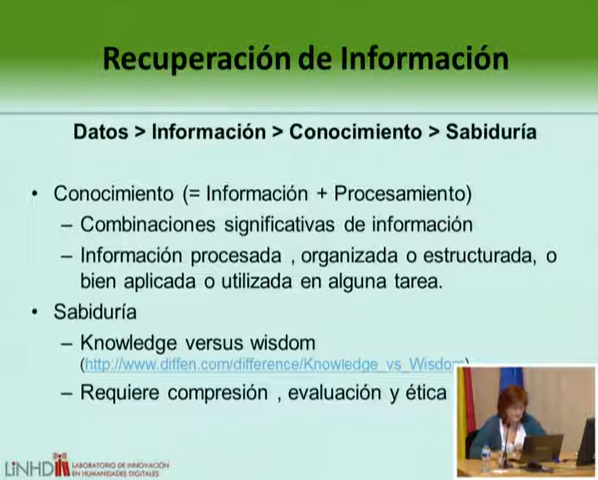 Recuperación de Información
Datos > Información > Conocimiento > Sabiduría
• Conocimiento (= Información + Procesamiento)
– Combinaciones significativas de información
– Información procesada , organizada o estructurada, o
bien aplicada o utilizada en alguna tarea.
• Sabiduría
– Knowledge versus wisdom
(http://www.diffen.com/difference/Knowledge_vs_Wisdom)
– Requiere compresión , evaluación y ética
LINHD LABORATORIO DE INNOVACIÓN
EN HUMANIDADES DIGITALES